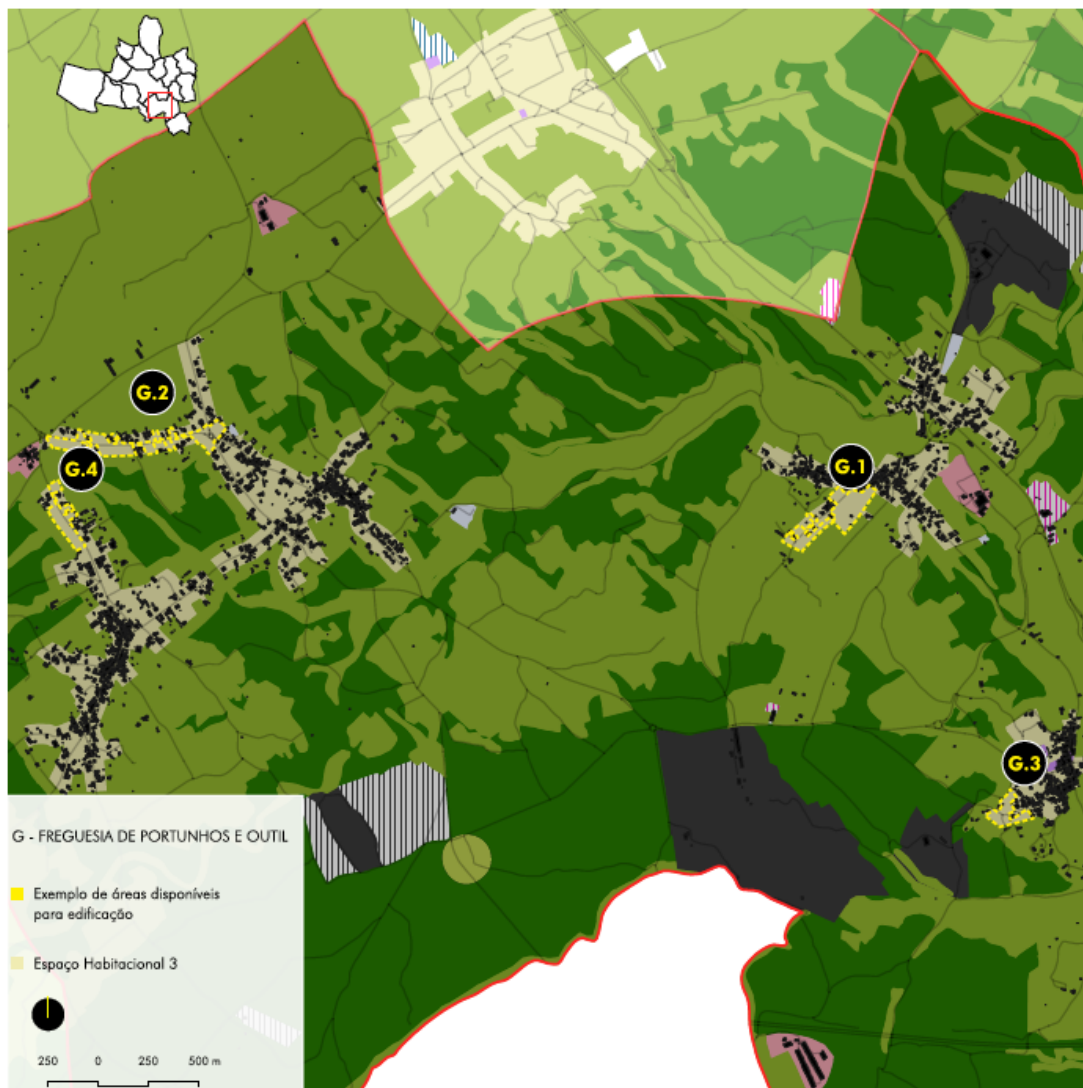 G.2
G.4
G.1
G.3
G - FREGUESIA DE PORTUNHOS E OUTIL
Exemplo de áreas disponíveis
para edificação
Espaço Habitacional 3
250 0 250 500 m